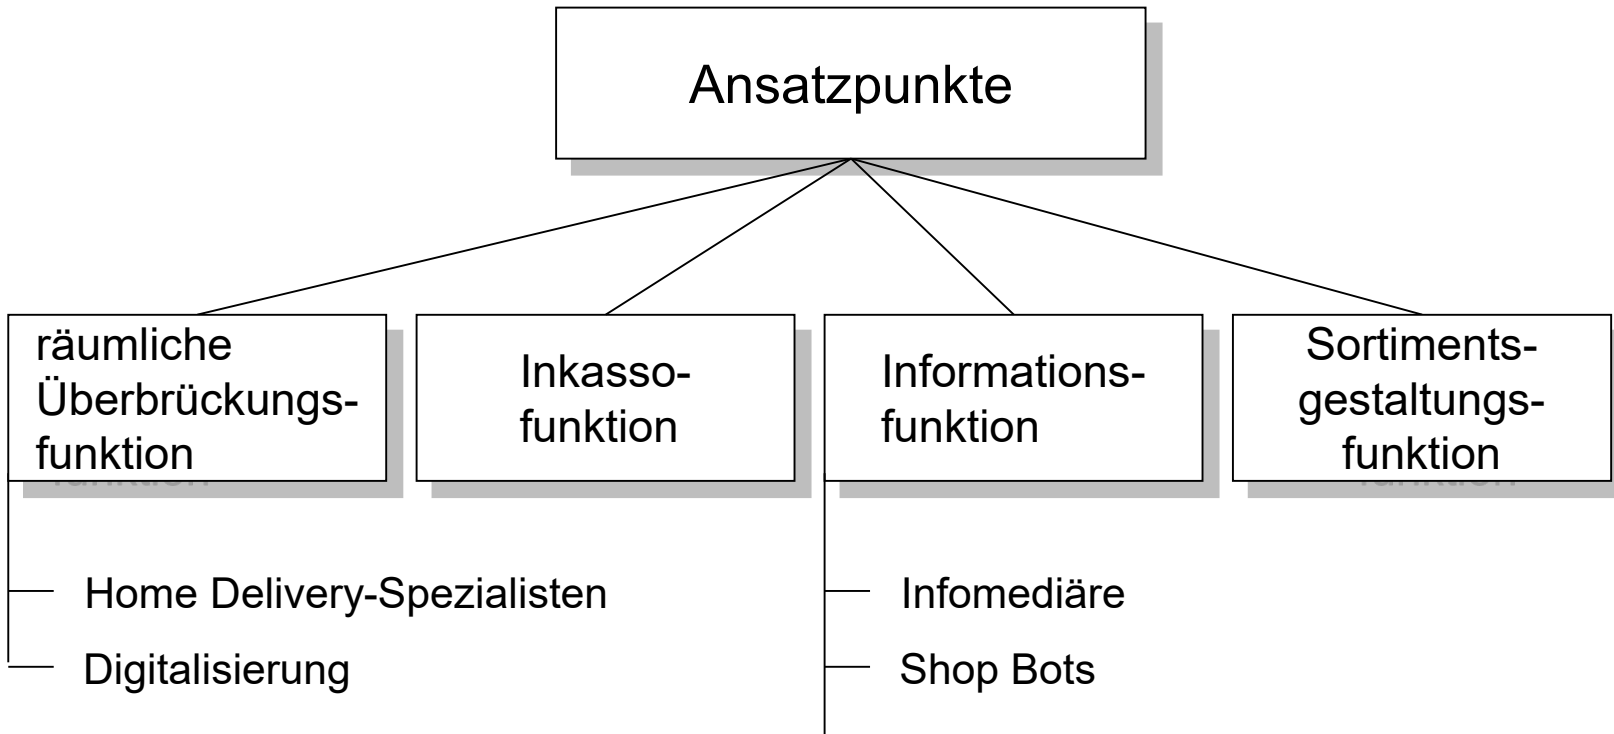 Ansatzpunkte
räumliche
Überbrückungs-
funktion
Inkasso-
funktion
Informations-
funktion
Sortiments-
gestaltungs-
funktion
Home Delivery-Spezialisten
Digitalisierung
Infomediäre
Shop Bots